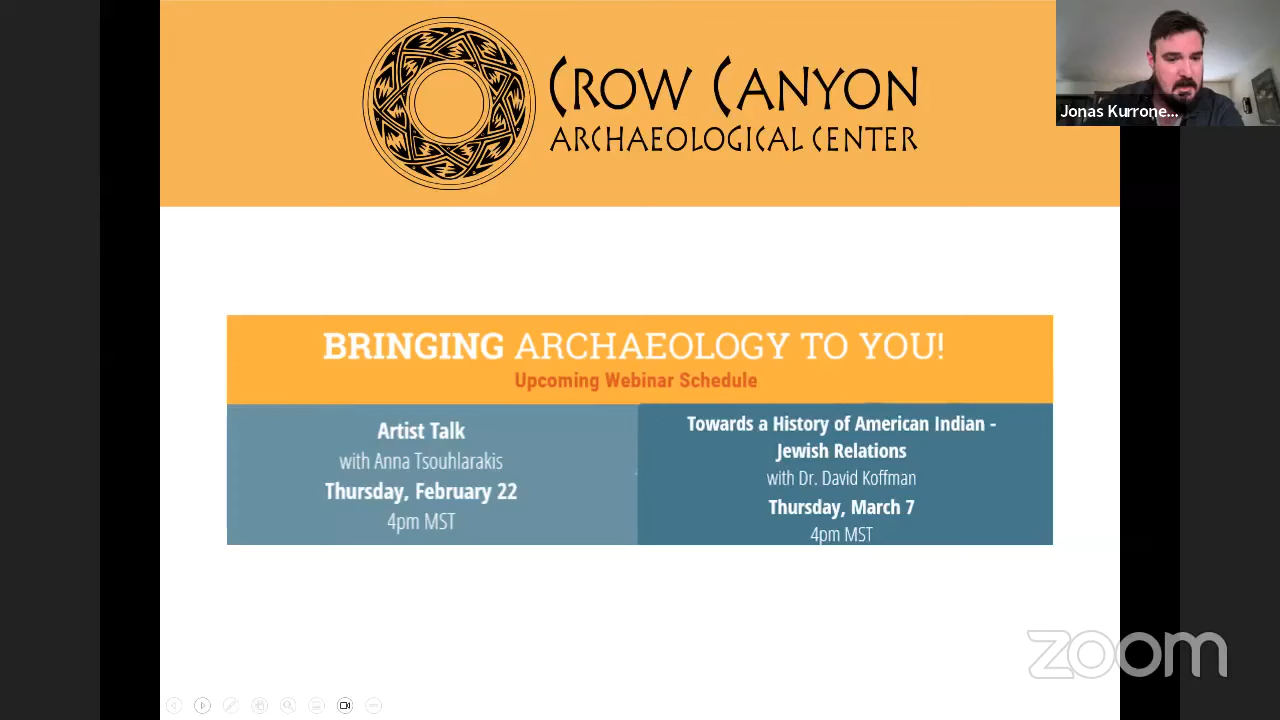 CROW CANYON
ARCHAEOLOGICAL CENTER
Jonas Kurrone...
BRINGING ARCHAEOLOGY TO YOU!
Upcoming Webinar Schedule
Artist Talk
with Anna Tsouhlarakis
Thursday, February 22
4pm MST
Towards a History of American Indian -
Jewish Relations
with Dr. David Koffman
Thursday, March 7
4pm MST
zoom